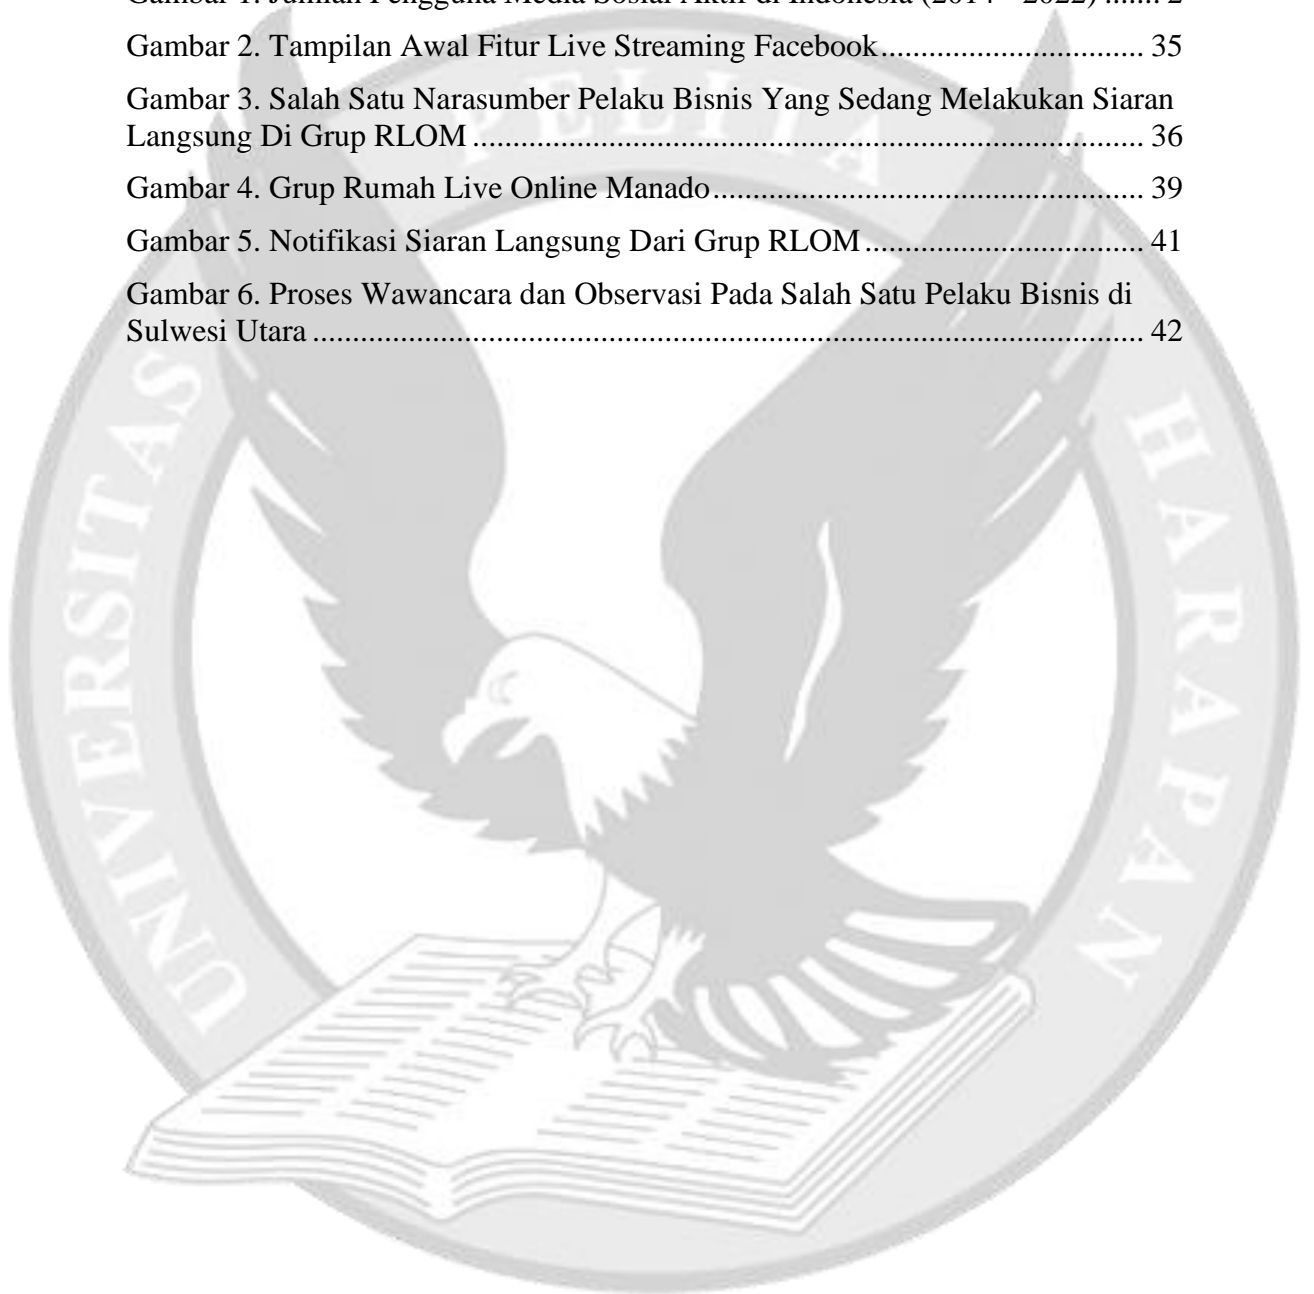 Gambar 1. Jumlah Pengguna Media Sosial Aktif di Indonesia (2014 - 2022) ....... 2
Gambar 2. Tampilan Awal Fitur Live Streaming Facebook.................................. 35
Gambar 3. Salah Satu Narasumber Pelaku Bisnis Yang Sedang Melakukan Siaran
Langsung Di Grup RLOM ...................................................................................... 36
Gambar 4. Grup Rumah Live Online Manado....................................................... 39
Gambar 5. Notifikasi Siaran Langsung Dari Grup RLOM.................................... 41
Gambar 6. Proses Wawancara dan Observasi Pada Salah Satu Pelaku Bisnis di
Sulwesi Utara .......................................................................................................... 42
UNIVERSITAS
PELITA
HARAPAN